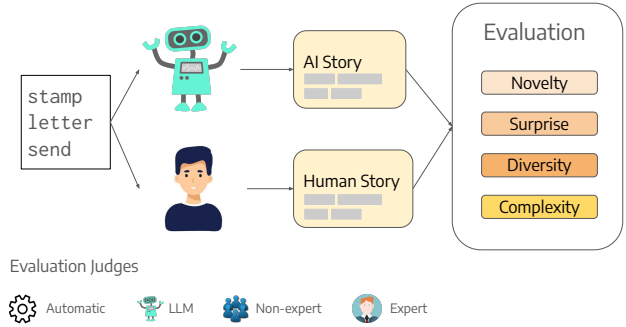 stamp
letter
send
AI Story
Human Story
Evaluation
Novelty
Surprise
Diversity
Complexity
Evaluation Judges
Automatic
LLM
Non-expert
Expert